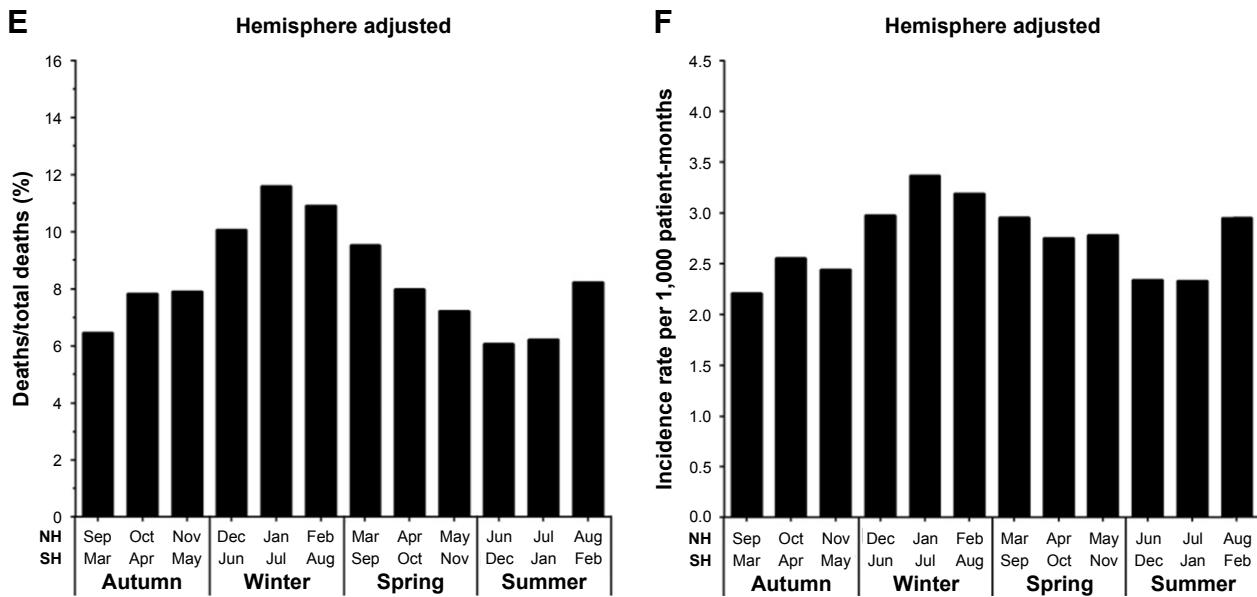 E
Hemisphere adjusted
Deaths/total deaths (%)
16
14
12
10
8
6
4
2
0
NH Sep Oct Nov Dec Jan Feb Mar Apr May Jun Jul Aug
SH Mar Apr May Jun Jul Aug Sep Oct Nov Dec Jan Feb
Autumn Winter Spring Summer
F
Hemisphere adjusted
Incidence rate per 1,000 patient-months
4.5
4.0
3.5
3.0
2.5
2.0
1.5
1.0
0.5
0.0
NH Sep Oct Nov Dec Jan Feb Mar Apr May Jun Jul Aug
SH Mar Apr May Jun Jul Aug Sep Oct Nov Dec Jan Feb
Autumn Winter Spring Summer